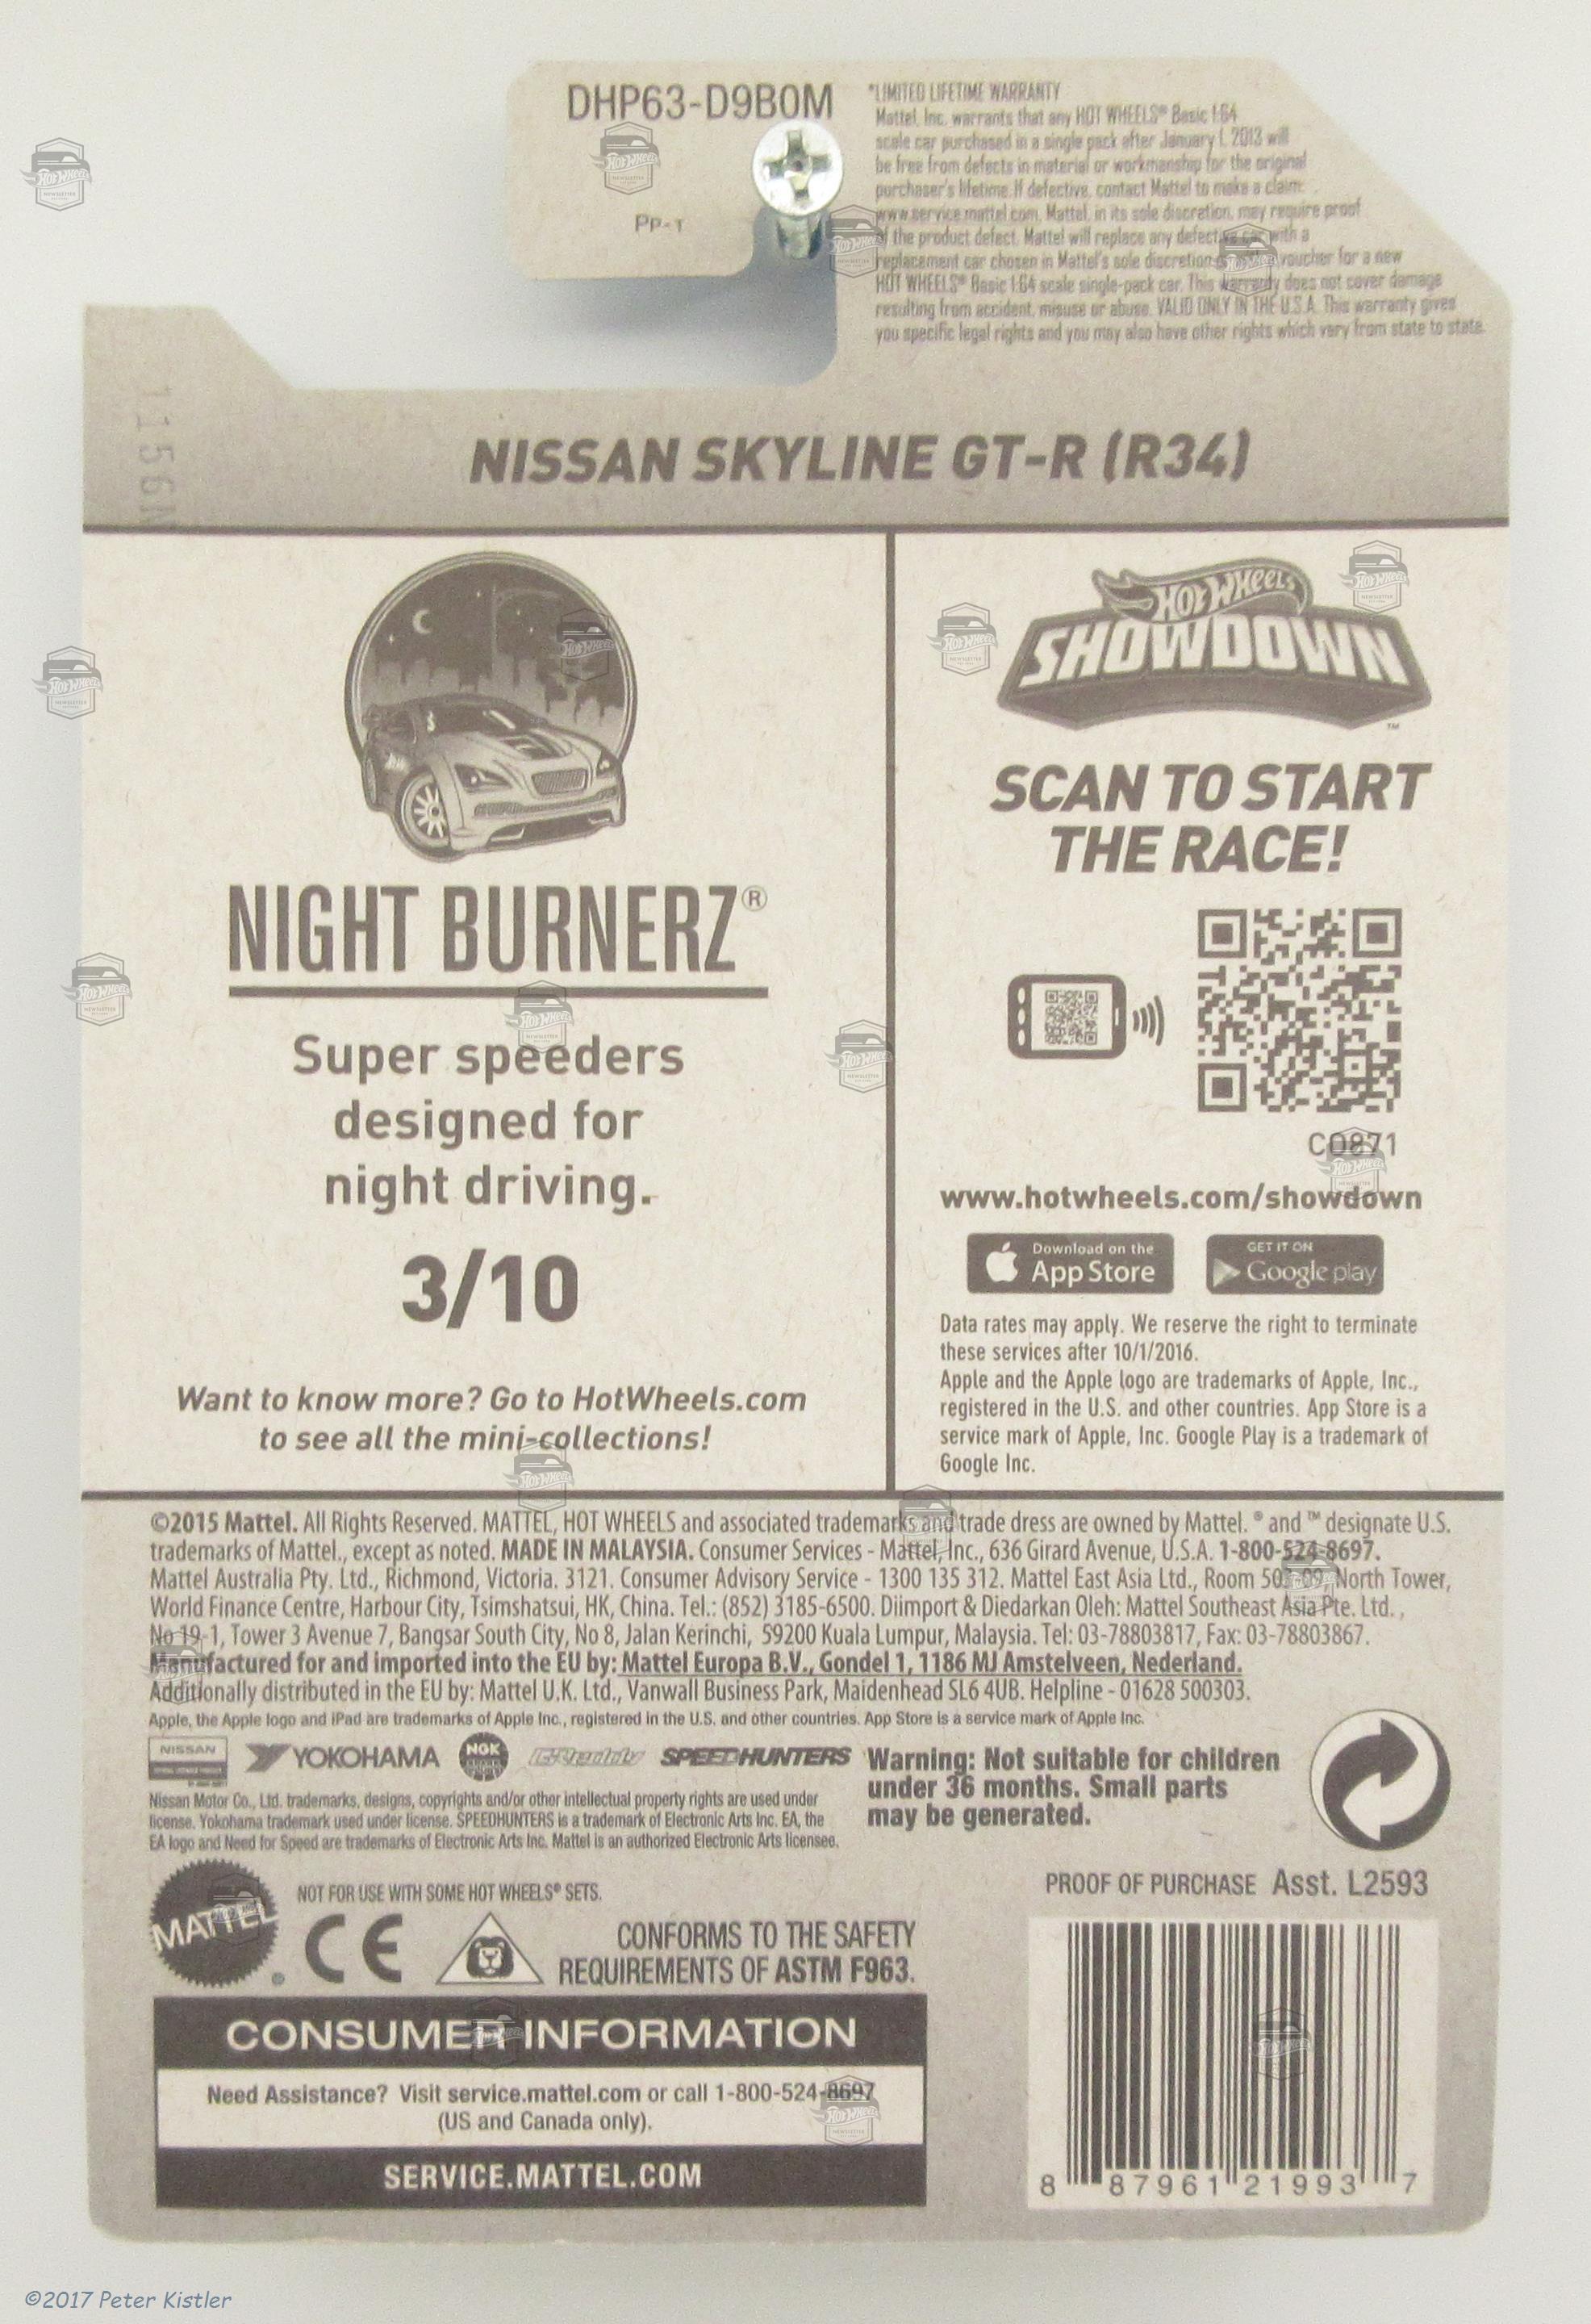 DHP63-D9B0M
Pp-T
*LIMITED LIFETIME WARRANTY
Mattel, Inc. warrants that any HOT WHEELS® Basic 1:64
scale car purchased in a single pack after January 1, 2013 will
be free from defects in material or workmanship for the original
purchaser's lifetime. If defective, contact Mattel to make a claim:
www.service.mattel.com. Mattel, in its sole discretion, may require proof
of the product defect. Mattel will replace any defective car with a
replacement car chosen in Mattel's sole discretion voucher for a new
HOT WHEELS® Basic 1:64 scale single-pack car. This warranty does not cover damage
resulting from accident, misuse or abuse. VALID ONLY IN THE U.S.A. This warranty gives
you specific legal rights and you may also have other rights which vary from state to state.
1156
NISSAN SKYLINE GT-R (R34)
NIGHT BURNERZ®
Super speeders
designed for
night driving.
3/10
Want to know more? Go to HotWheels.com
to see all the mini-collections!
HOT WHEELS
SHOWDOWN™
SCAN TO START
THE RACE!
CO871
www.hotwheels.com/showdown
Download on the
App Store
GET IT ON
Google play
Data rates may apply. We reserve the right to terminate
these services after 10/1/2016.
Apple and the Apple logo are trademarks of Apple, Inc.,
registered in the U.S. and other countries. App Store is a
service mark of Apple, Inc. Google Play is a trademark of
Google Inc.
©2015 Mattel. All Rights Reserved. MATTEL, HOT WHEELS and associated trademarks and trade dress are owned by Mattel. ® and ™ designate U.S.
trademarks of Mattel., except as noted. MADE IN MALAYSIA. Consumer Services - Mattel, Inc., 636 Girard Avenue, U.S.A. 1-800-524-8697.
Mattel Australia Pty. Ltd., Richmond, Victoria. 3121. Consumer Advisory Service - 1300 135 312. Mattel East Asia Ltd., Room 503-09, North Tower,
World Finance Centre, Harbour City, Tsimshatsui, HK, China. Tel.: (852) 3185-6500. Diimport & Diedarkan Oleh: Mattel Southeast Asia Pte. Ltd.,
No 19-1, Tower 3 Avenue 7, Bangsar South City, No 8, Jalan Kerinchi, 59200 Kuala Lumpur, Malaysia. Tel: 03-78803817, Fax: 03-78803867.
Manufactured for and imported into the EU by: Mattel Europa B.V., Gondel 1, 1186 MJ Amstelveen, Nederland.
Additionally distributed in the EU by: Mattel U.K. Ltd., Vanwall Business Park, Maidenhead SL6 4UB. Helpline - 01628 500303.
Apple, the Apple logo and iPad are trademarks of Apple Inc., registered in the U.S. and other countries. App Store is a service mark of Apple Inc.
NISSAN YOKOHAMA NGK GReddy SPEEDHUNTERS
Nissan Motor Co., Ltd. trademarks, designs, copyrights and/or other intellectual property rights are used under
license. Yokohama trademark used under license. SPEEDHUNTERS is a trademark of Electronic Arts Inc. EA, the
EA logo and Need for Speed are trademarks of Electronic Arts Inc. Mattel is an authorized Electronic Arts licensee.
Warning: Not suitable for children
under 36 months. Small parts
may be generated.
MATTEL
NOT FOR USE WITH SOME HOT WHEELS® SETS.
CE
CONFORMS TO THE SAFETY
REQUIREMENTS OF ASTM F963.
PROOF OF PURCHASE Asst. L2593
CONSUMER INFORMATION
Need Assistance? Visit service.mattel.com or call 1-800-524-8697
(US and Canada only).
SERVICE.MATTEL.COM
8 87961 21993 7
©2017 Peter Kistler